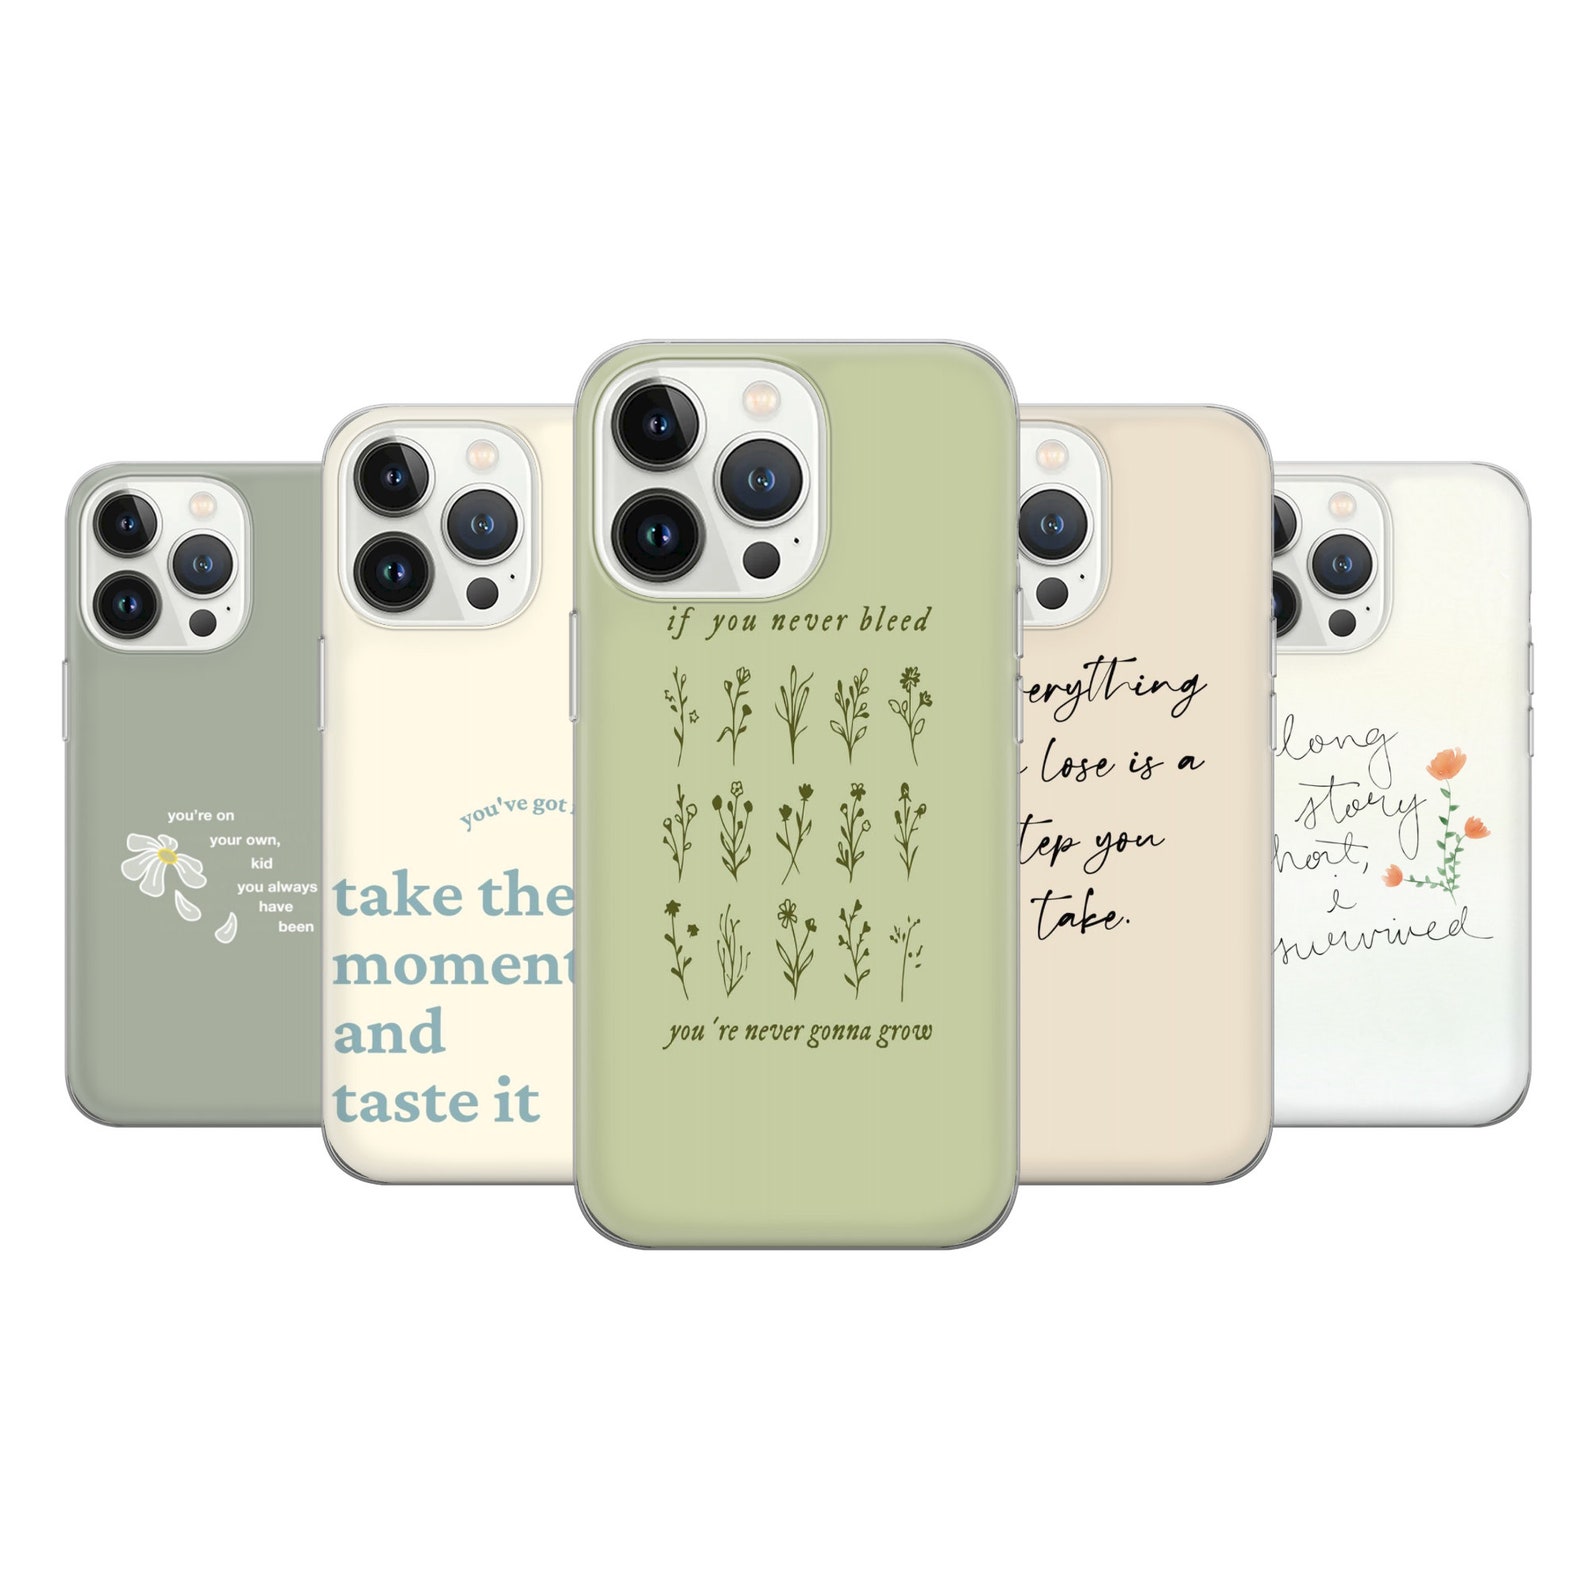 you're on
your own,
kid
you always
have
been
you've got
take the
moment
and
taste it
if you never bleed
you're never gonna grow
erything
lose is a
tep you
take.
long
story
hort,
i
survived